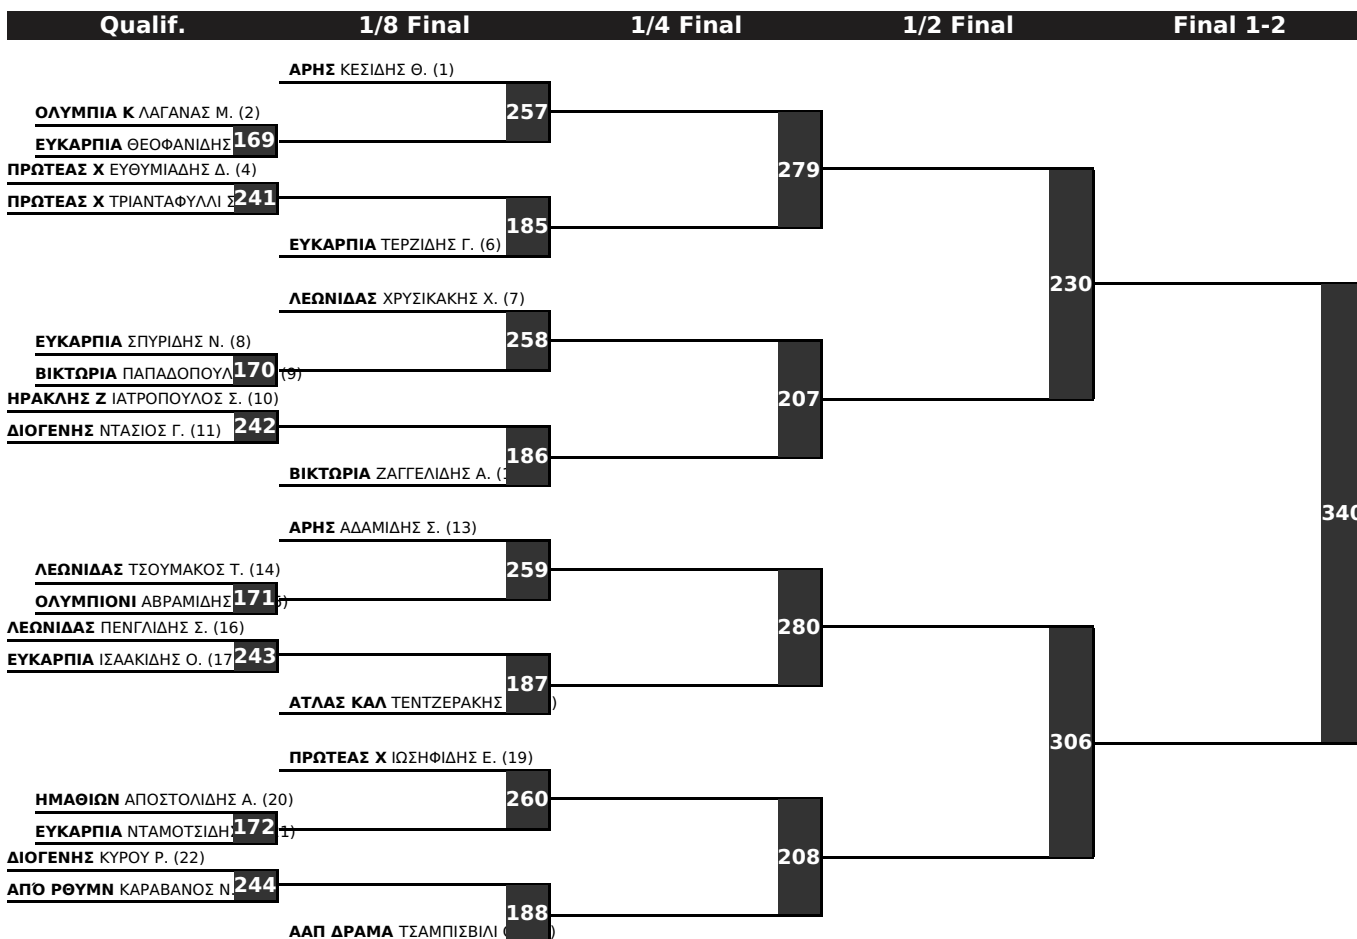 Qualif. 1/8 Final 1/4 Final 1/2 Final Final 1-2
ΑΡΗΣ ΚΕΣΙΔΗΣ Θ. (1)
257
ΟΛΥΜΠΙΑ Κ ΛΑΓΑΝΑΣ Μ. (2)
169
ΕΥΚΑΡΠΙΑ ΘΕΟΦΑΝΙΔΗΣ
279
ΠΡΩΤΕΑΣ Χ ΕΥΘΥΜΙΑΔΗΣ Δ. (4)
241
ΠΡΩΤΕΑΣ Χ ΤΡΙΑΝΤΑΦΥΛΛΙ Σ
185
ΕΥΚΑΡΠΙΑ ΤΕΡΖΙΔΗΣ Γ. (6)
230
ΛΕΩΝΙΔΑΣ ΧΡΥΣΙΚΑΚΗΣ Χ. (7)
258
ΕΥΚΑΡΠΙΑ ΣΠΥΡΙΔΗΣ Ν. (8)
170
ΒΙΚΤΩΡΙΑ ΠΑΠΑΔΟΠΟΥΛ (9)
207
ΗΡΑΚΛΗΣ Ζ ΙΑΤΡΟΠΟΥΛΟΣ Σ. (10)
242
ΔΙΟΓΕΝΗΣ ΝΤΑΣΙΟΣ Γ. (11)
186
ΒΙΚΤΩΡΙΑ ΖΑΓΓΕΛΙΔΗΣ Α.
340
ΑΡΗΣ ΑΔΑΜΙΔΗΣ Σ. (13)
259
ΛΕΩΝΙΔΑΣ ΤΣΟΥΜΑΚΟΣ Τ. (14)
171
ΟΛΥΜΠΙΟΝΙ ΑΒΡΑΜΙΔΗΣ
280
ΛΕΩΝΙΔΑΣ ΠΕΝΓΛΙΔΗΣ Σ. (16)
243
ΕΥΚΑΡΠΙΑ ΙΣΑΑΚΙΔΗΣ Ο. (17
187
ΑΤΛΑΣ ΚΑΛ ΤΕΝΤΖΕΡΑΚΗΣ
306
ΠΡΩΤΕΑΣ Χ ΙΩΣΗΦΙΔΗΣ Ε. (19)
260
ΗΜΑΘΙΩΝ ΑΠΟΣΤΟΛΙΔΗΣ Α. (20)
172
ΕΥΚΑΡΠΙΑ ΝΤΑΜΟΤΣΙΔΗΣ
208
ΔΙΟΓΕΝΗΣ ΚΥΡΟΥ Ρ. (22)
244
ΑΠΌ ΡΘΥΜΝ ΚΑΡΑΒΑΝΟΣ Ν.
188
ΑΑΠ ΔΡΑΜΑ ΤΣΑΜΠΙΣΒΙΛΙ